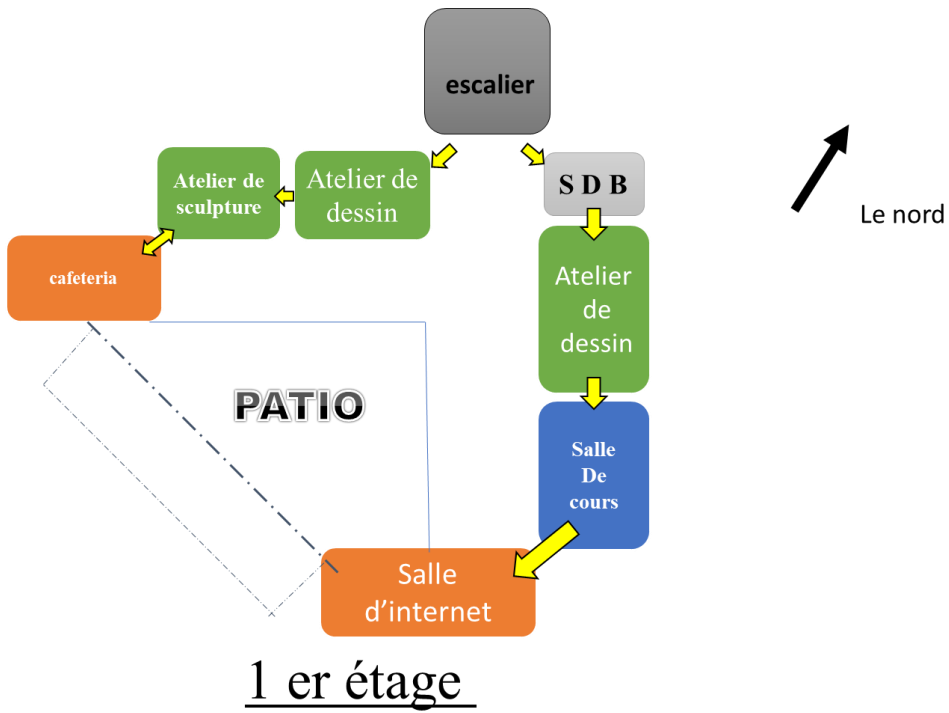 escalier
Atelier de
sculpture
Atelier de
dessin
S D B
Le nord
cafeteria
Atelier
de
dessin
PATIO
Salle
De
cours
Salle
d’internet
1 er étage